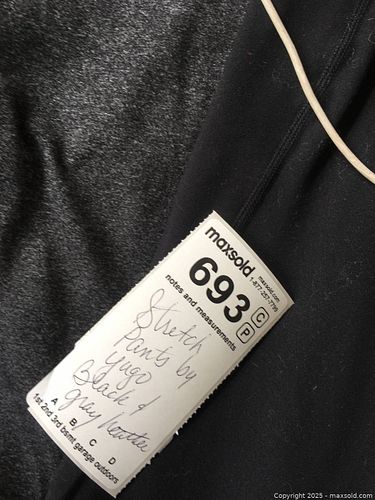 maxsold
maxsold.com
1-877-257-7795
693
C
P
notes and measurements
Stretch
Pants by
Yugo
Black &
gray heather
A B C D
1st 2nd 3rd bsmt garage outdoors
Copyright 2025 - maxsold.com